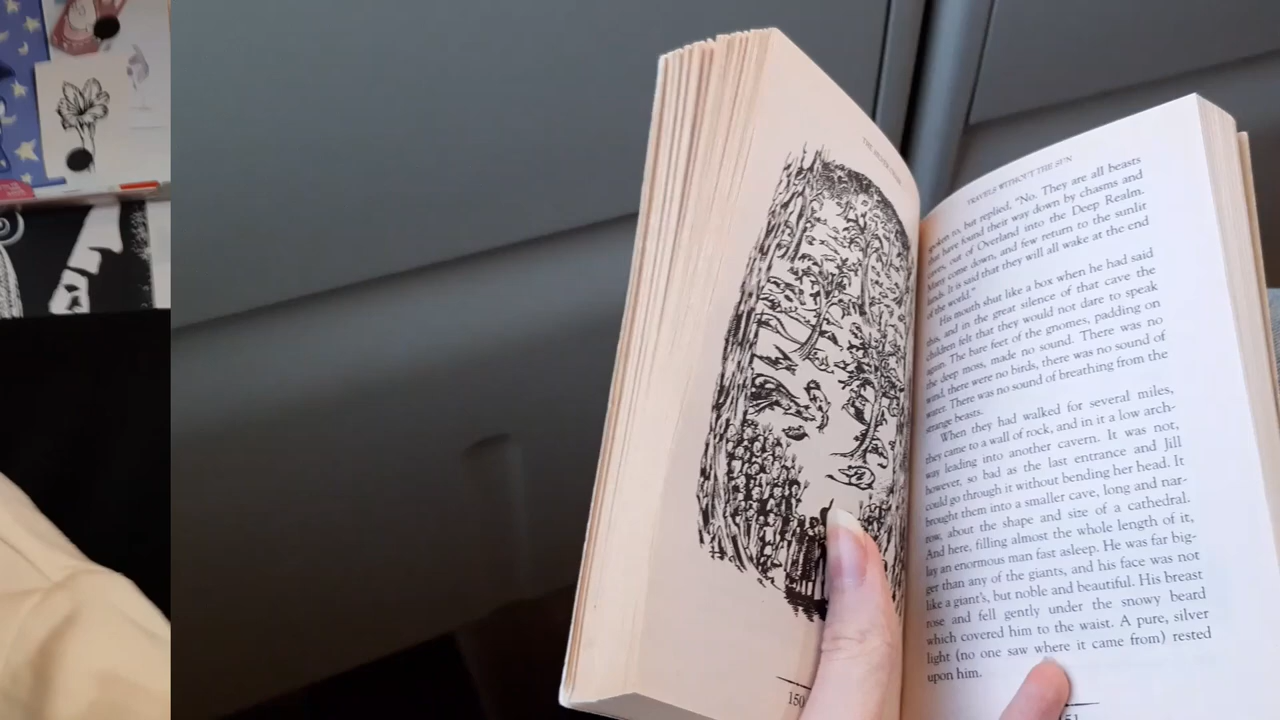 THE SILVER CHAIR
150
TRAVELS WITHOUT THE SUN
spoken to, but replied, "No. They are all beasts
that have found their way down by chasms and
caves, out of Overland into the Deep Realm.
Many come down, and few return to the sunlit
lands. It is said that they will all wake at the end
of the world."
His mouth shut like a box when he had said
this, and in the great silence of that cave the
children felt that they would not dare to speak
again. The bare feet of the gnomes, padding on
the deep moss, made no sound. There was no
wind, there were no birds, there was no sound of
water. There was no sound of breathing from the
strange beasts.
When they had walked for several miles,
they came to a wall of rock, and in it a low arch-
way leading into another cavern. It was not,
however, so bad as the last entrance and Jill
could go through it without bending her head. It
brought them into a smaller cave, long and nar-
row, about the shape and size of a cathedral.
And here, filling almost the whole length of it,
lay an enormous man fast asleep. He was far big-
ger than any of the giants, and his face was not
like a giant's, but noble and beautiful. His breast
rose and fell gently under the snowy beard
which covered him to the waist. A pure, silver
light (no one saw where it came from) rested
upon him.